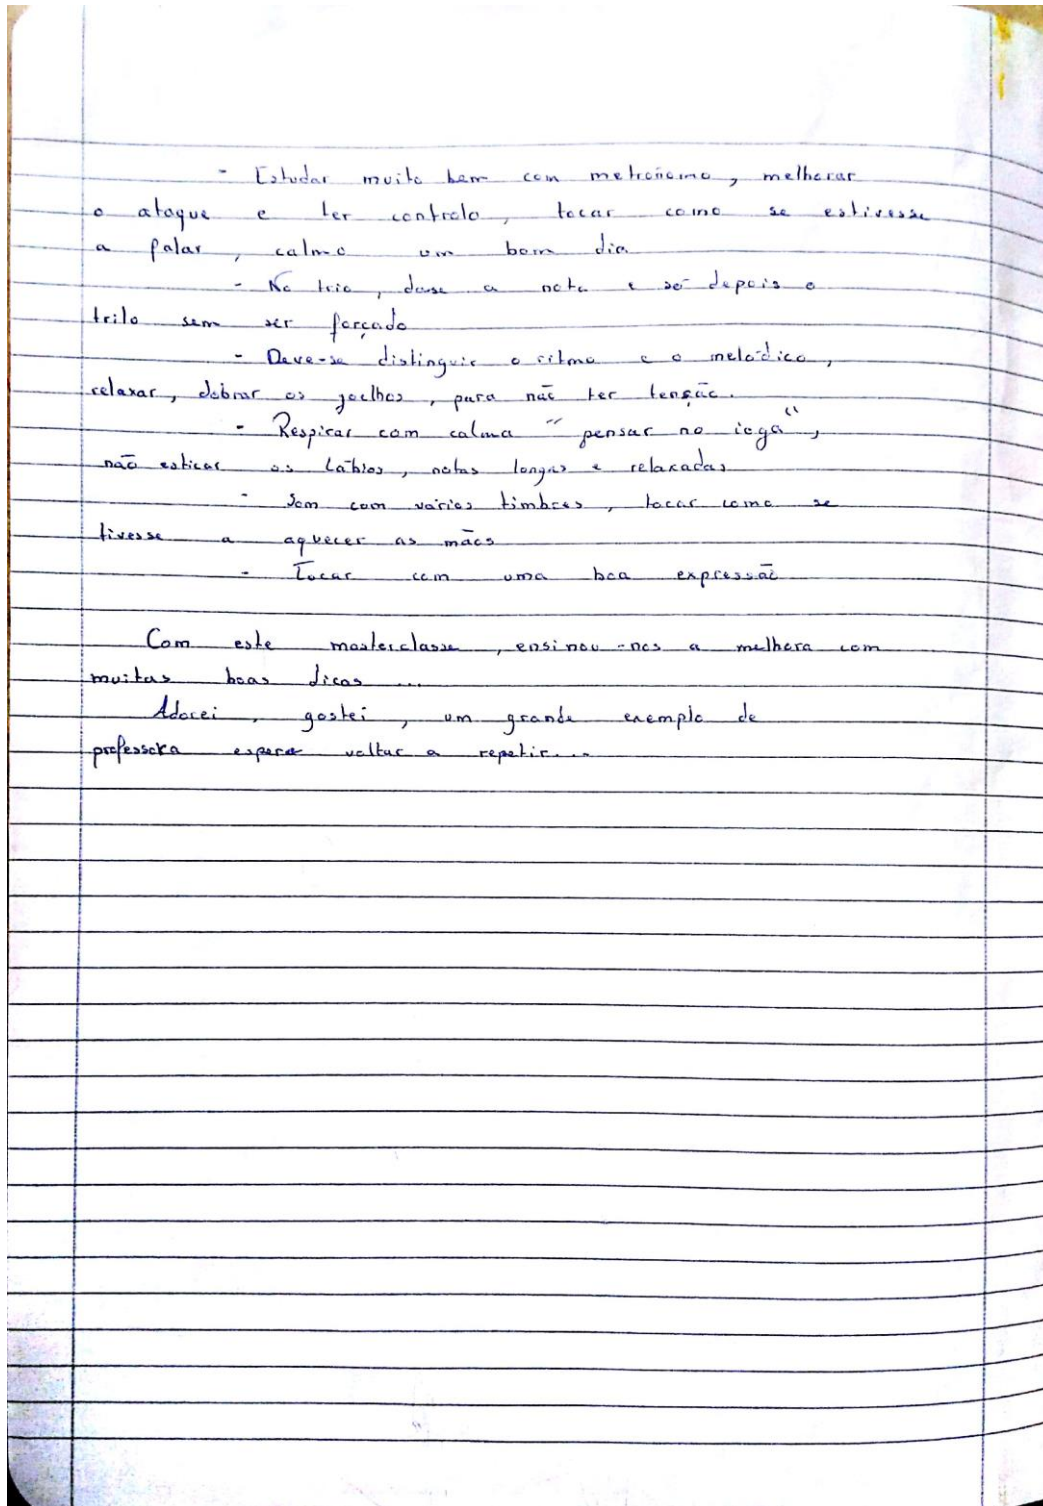 - Estudar muito bem com metrónomo, melhorar
o ataque e ter controlo, tocar como se estivesse
a falar, calmo um bom dia
- No trio, dase a nota e só depois o
trilo sem ser forçado
- Deve-se distinguir o ritmo e o melódico,
relaxar, dobrar os joelhos, para não ter tenção.
- Respirar com calma " pensar no ioga",
não esticar os lábios, notas longas e relaxadas
- Som com vários timbres, tocar como se
tivesse a aquecer as mãos
- Tocar com uma boa expressão
Com este masterclasse, ensinou-nos a melhora com
muitas boas dicas...
Adorei, gostei, um grande exemplo de
professora espero voltar a repetir...